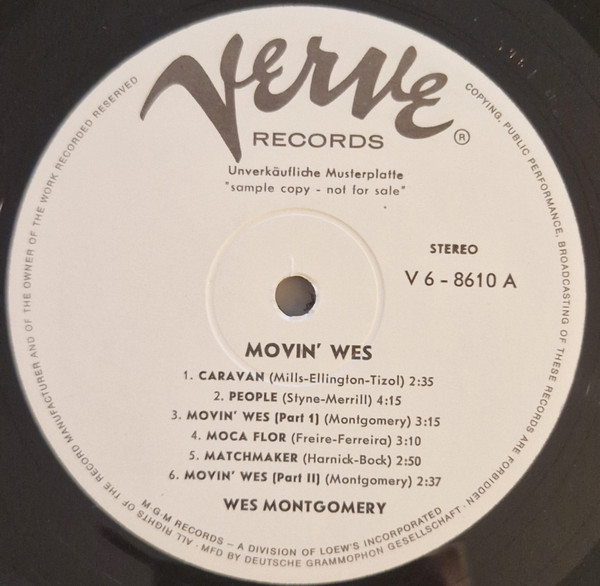 Verve
RECORDS
®
Unverkäufliche Musterplatte
"sample copy - not for sale"
STEREO
V 6 - 8610 A
MOVIN' WES
1. CARAVAN (Mills-Ellington-Tizol) 2:35
2. PEOPLE (Styne-Merrill) 4:15
3. MOVIN' WES (Part 1) (Montgomery) 3:15
4. MOCA FLOR (Freire-Ferreira) 3:10
5. MATCHMAKER (Harnick-Bock) 2:50
6. MOVIN' WES (Part II) (Montgomery) 2:37
WES MONTGOMERY
M·G·M RECORDS – A DIVISION OF LOEW'S INCORPORATED
· ALL RIGHTS OF THE RECORD MANUFACTURER AND OF THE OWNER OF THE WORK RECORDED RESERVED
COPYING, PUBLIC PERFORMANCE, BROADCASTING OF THESE RECORDS ARE FORBIDDEN
· MFD BY DEUTSCHE GRAMMOPHON GESELLSCHAFT ·